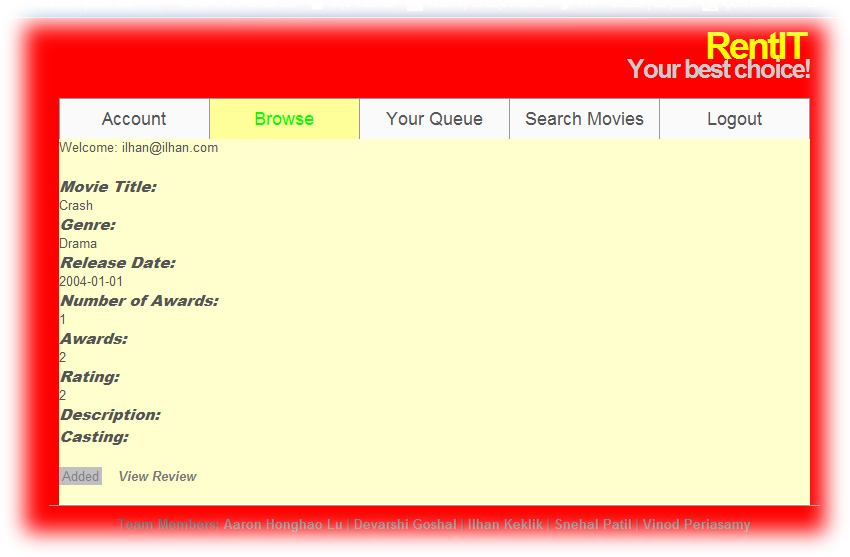 RentIT
Your best choice!
Account Browse Your Queue Search Movies Logout
Welcome: ilhan@ilhan.com
Movie Title:
Crash
Genre:
Drama
Release Date:
2004-01-01
Number of Awards:
1
Awards:
2
Rating:
2
Description:
Casting:
Added View Review
Team Members: Aaron Honghao Lu | Devarshi Goshal | Ilhan Keklik | Snehal Patil | Vinod Periasamy